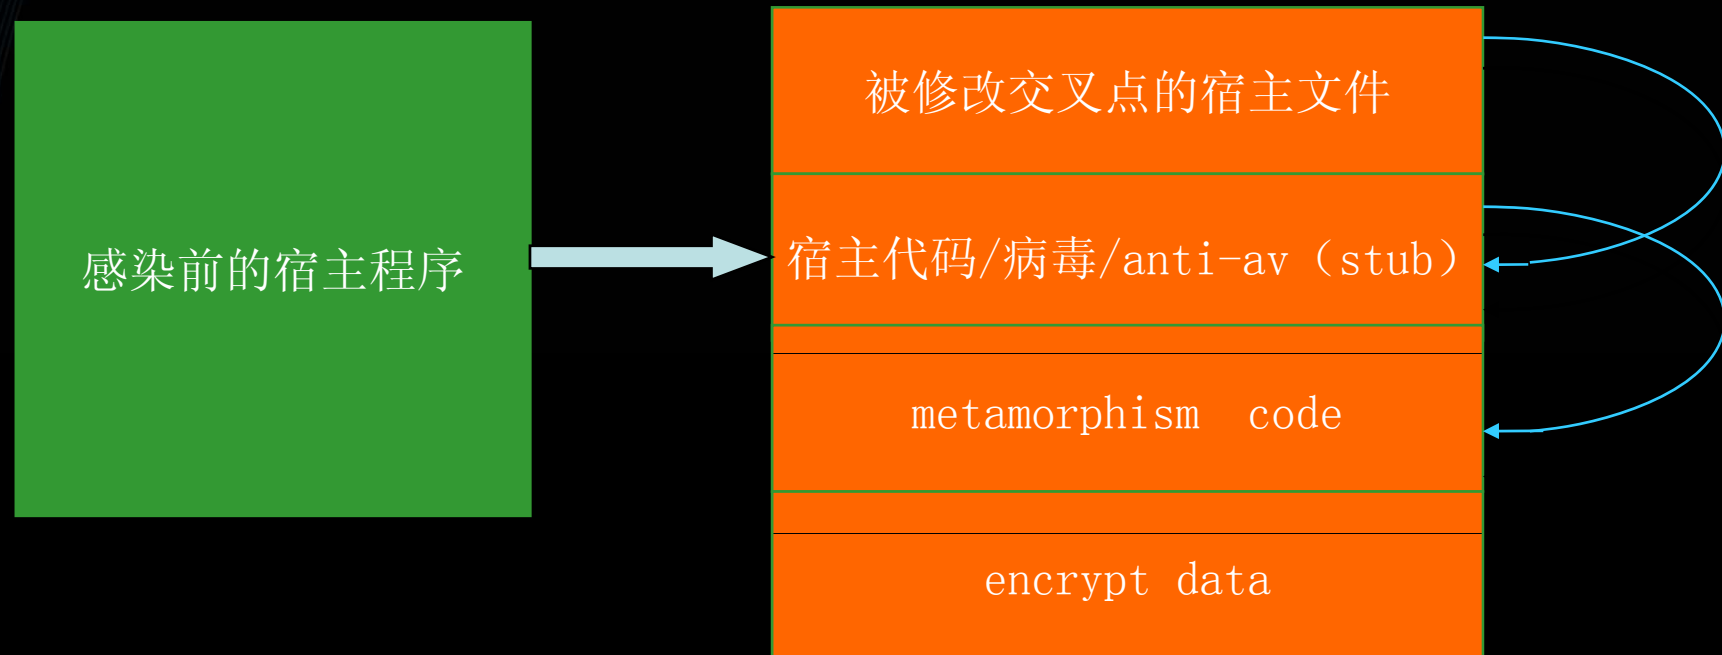 被修改交叉点的宿主文件
感染前的宿主程序
宿主代码/病毒/anti-av（stub）
metamorphism code
encrypt data